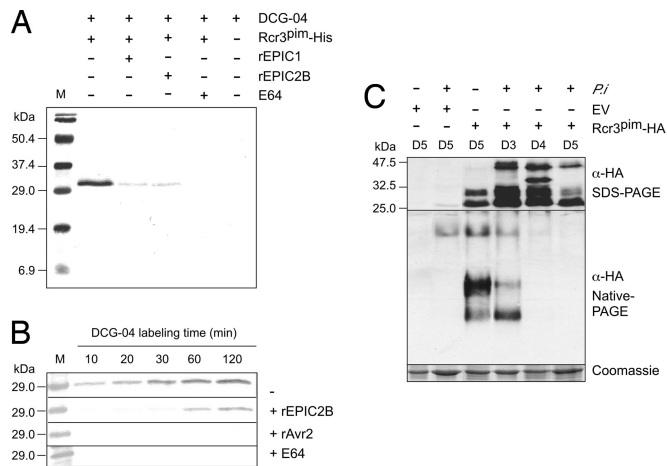 A
+ + + + + DCG-04
+ + + + – Rcr3pim-His
– + – – – rEPIC1
– – + – – rEPIC2B
M – – – + – E64
kDa
50.4
37.4
29.0
19.4
6.9
B
DCG-04 labeling time (min)
M 10 20 30 60 120
kDa
29.0 –
29.0 + rEPIC2B
29.0 + rAvr2
29.0 + E64
C
– + – + + + P.i
+ + – – – – EV
– – + + + + Rcr3pim-HA
kDa D5 D5 D5 D3 D4 D5
47.5
32.5
25.0
α-HA
SDS-PAGE
α-HA
Native-
PAGE
Coomassie